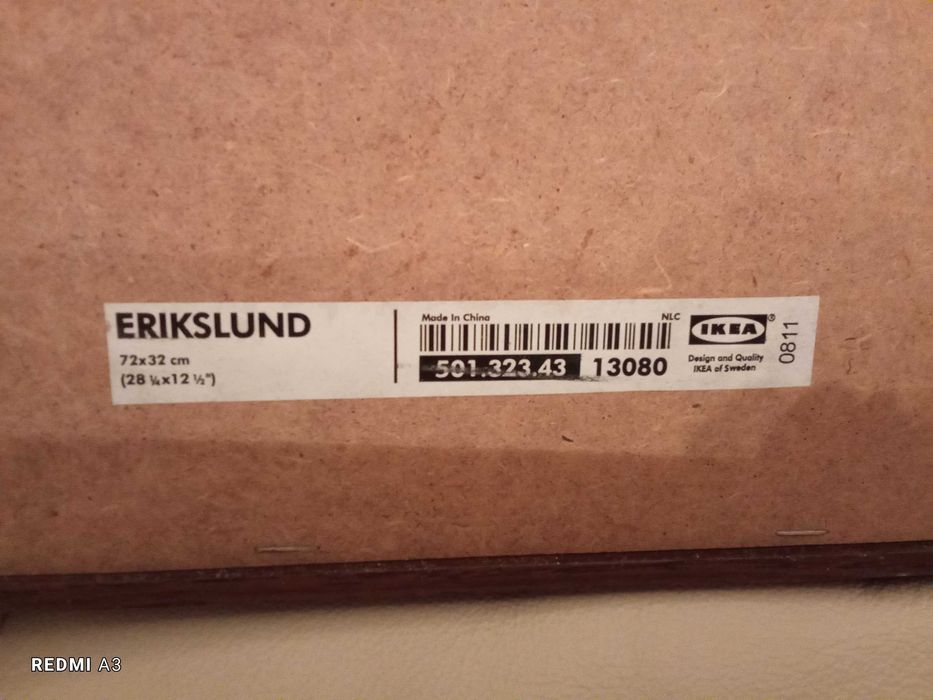 ERIKSLUND
72x32 cm
(28 ¼x12 ½")
Made in China
NLC
501.323.43
13080
IKEA®
Design and Quality
IKEA of Sweden
0811
REDMI A3